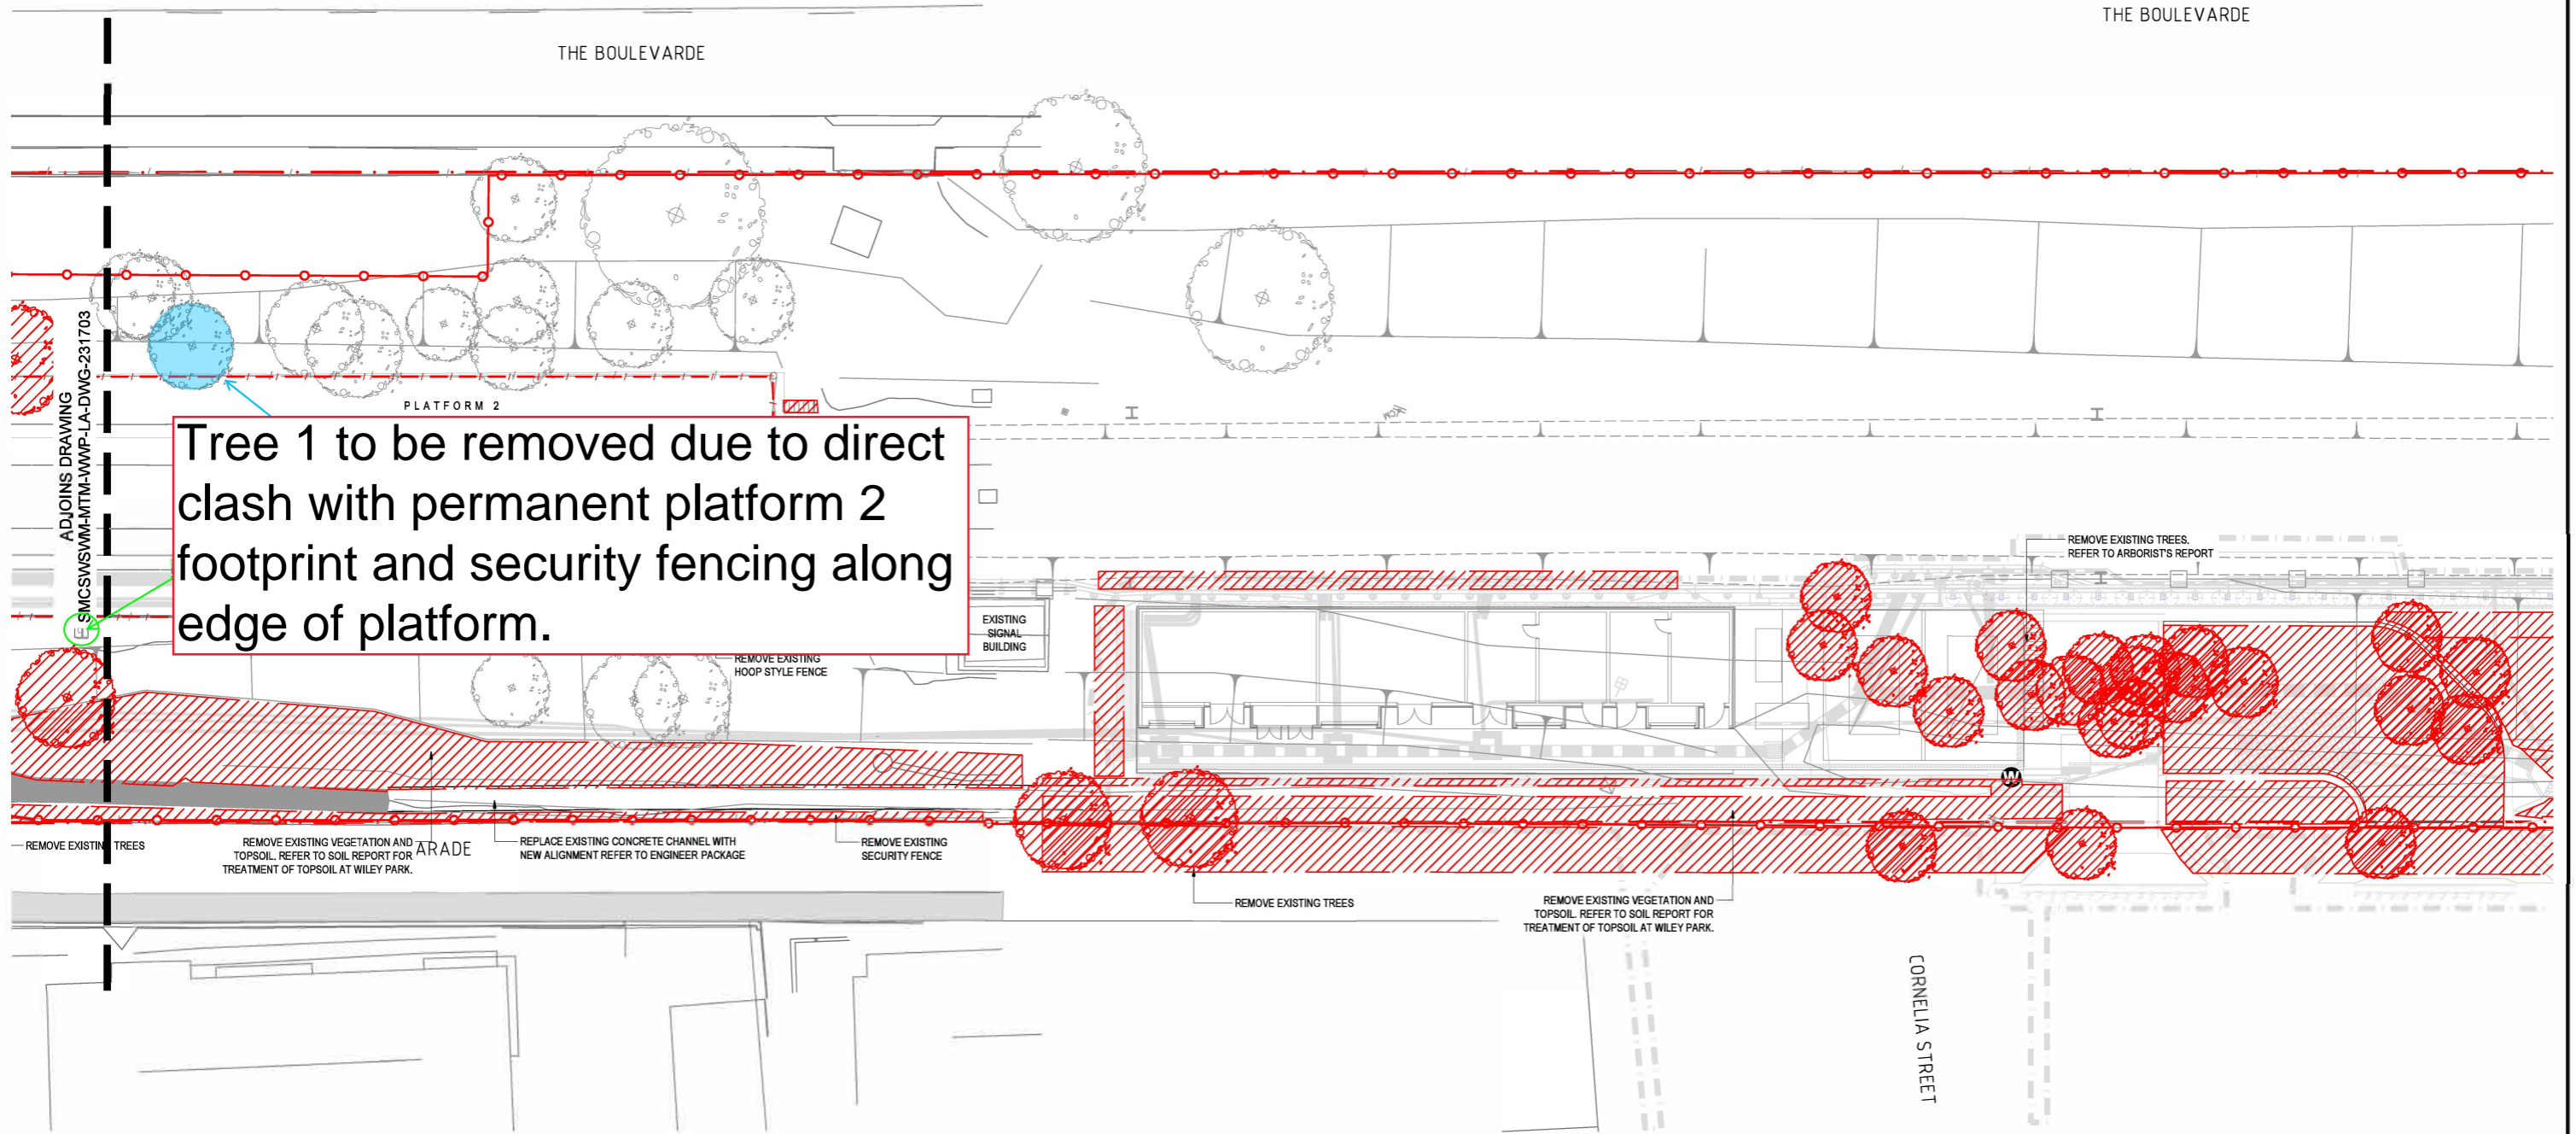 THE BOULEVARDE
THE BOULEVARDE
ADJOINS DRAWING
SMCSWSWM-MTM-WWP-LA-DWG-231703
PLATFORM 2
Tree 1 to be removed due to direct
clash with permanent platform 2
footprint and security fencing along
edge of platform.
REMOVE EXISTING
HOOP STYLE FENCE
EXISTING
SIGNAL
BUILDING
REMOVE EXISTING TREES.
REFER TO ARBORIST'S REPORT
W
REMOVE EXISTIN TREES
REMOVE EXISTING VEGETATION AND
TOPSOIL. REFER TO SOIL REPORT FOR
TREATMENT OF TOPSOIL AT WILEY PARK.
ARADE
REPLACE EXISTING CONCRETE CHANNEL WITH
NEW ALIGNMENT REFER TO ENGINEER PACKAGE
REMOVE EXISTING
SECURITY FENCE
REMOVE EXISTING TREES
REMOVE EXISTING VEGETATION AND
TOPSOIL. REFER TO SOIL REPORT FOR
TREATMENT OF TOPSOIL AT WILEY PARK.
CORNELIA STREET